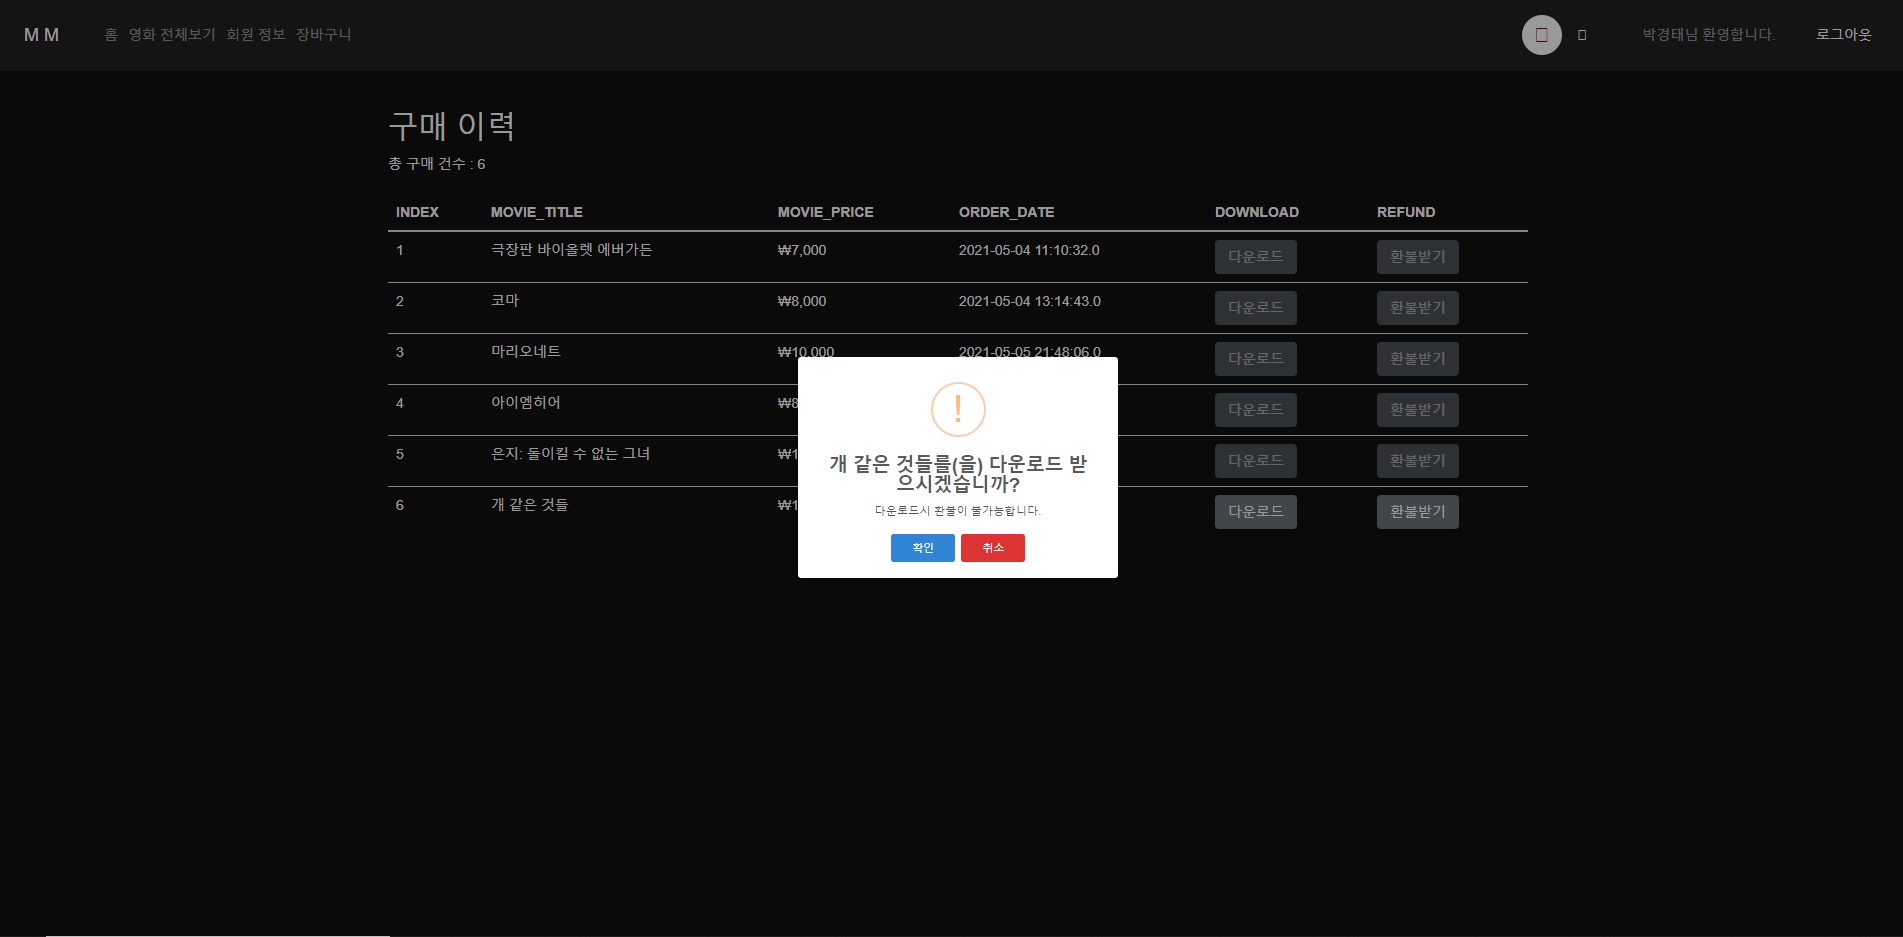 M M 홈 영화 전체보기 회원 정보 장바구니 박경태님 환영합니다. 로그아웃
구매 이력
총 구매 건수 : 6
INDEX MOVIE_TITLE MOVIE_PRICE ORDER_DATE DOWNLOAD REFUND
1 극장판 바이올렛 에버가든 ₩7,000 2021-05-04 11:10:32.0 다운로드 환불받기
2 코마 ₩8,000 2021-05-04 13:14:43.0 다운로드 환불받기
3 마리오네트 ₩10,000 2021-05-05 21:48:06.0 다운로드 환불받기
4 아이엠히어 ₩8 다운로드 환불받기
5 은지: 돌이킬 수 없는 그녀 ₩1 다운로드 환불받기
6 개 같은 것들 ₩1 다운로드 환불받기
!
개 같은 것들를(을) 다운로드 받
으시겠습니까?
다운로드시 환불이 불가능합니다.
확인 취소